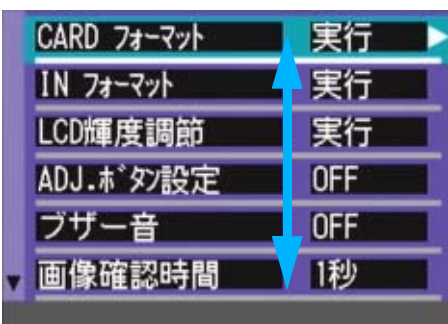 CARD フォーマット 実行
IN フォーマット 実行
LCD輝度調節 実行
ADJ.ボタン設定 OFF
ブザー音 OFF
画像確認時間 1秒